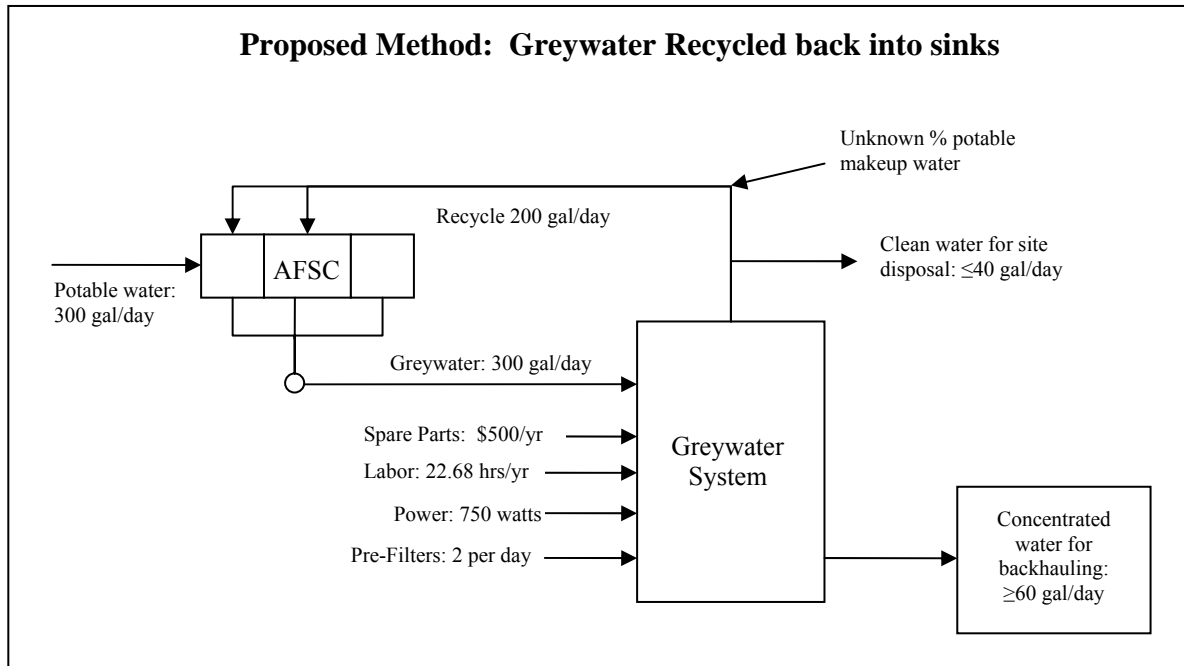 Proposed Method: Greywater Recycled back into sinks
Unknown % potable
makeup water
Recycle 200 gal/day
Clean water for site
disposal: ≤40 gal/day
AFSC
Potable water:
300 gal/day
Greywater: 300 gal/day
Spare Parts: $500/yr
Labor: 22.68 hrs/yr
Power: 750 watts
Pre-Filters: 2 per day
Greywater
System
Concentrated
water for
backhauling:
≥60 gal/day